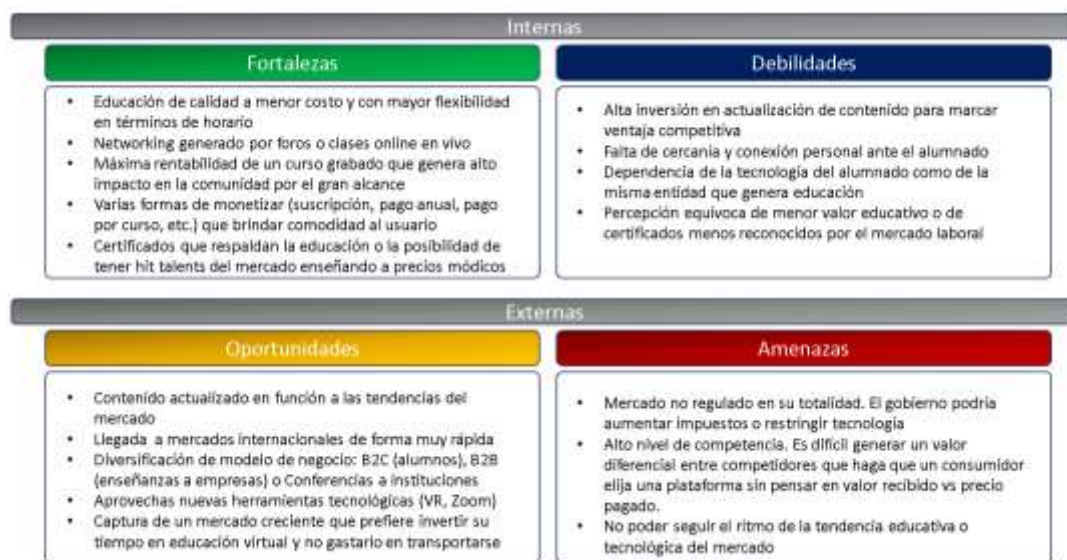 Internas
Fortalezas
• Educación de calidad a menor costo y con mayor flexibilidad
en términos de horario
• Networking generado por foros o clases online en vivo
• Máxima rentabilidad de un curso grabado que genera alto
impacto en la comunidad por el gran alcance
• Varias formas de monetizar (suscripción, pago anual, pago
por curso, etc.) que brindar comodidad al usuario
• Certificados que respaldan la educación o la posibilidad de
tener hit talents del mercado enseñando a precios módicos
Debilidades
• Alta inversión en actualización de contenido para marcar
ventaja competitiva
• Falta de cercanía y conexión personal ante el alumnado
• Dependencia de la tecnología del alumnado como de la
misma entidad que genera educación
• Percepción equivoca de menor valor educativo o de
certificados menos reconocidos por el mercado laboral
Externas
Oportunidades
• Contenido actualizado en función a las tendencias del
mercado
• Llegada a mercados internacionales de forma muy rápida
• Diversificación de modelo de negocio: B2C (alumnos), B2B
(enseñanzas a empresas) o Conferencias a instituciones
• Aprovechas nuevas herramientas tecnológicas (VR, Zoom)
• Captura de un mercado creciente que prefiere invertir su
tiempo en educación virtual y no gastarlo en transportarse
Amenazas
• Mercado no regulado en su totalidad. El gobierno podría
aumentar impuestos o restringir tecnología
• Alto nivel de competencia. Es difícil generar un valor
diferencial entre competidores que haga que un consumidor
elija una plataforma sin pensar en valor recibido vs precio
pagado.
• No poder seguir el ritmo de la tendencia educativa o
tecnológica del mercado